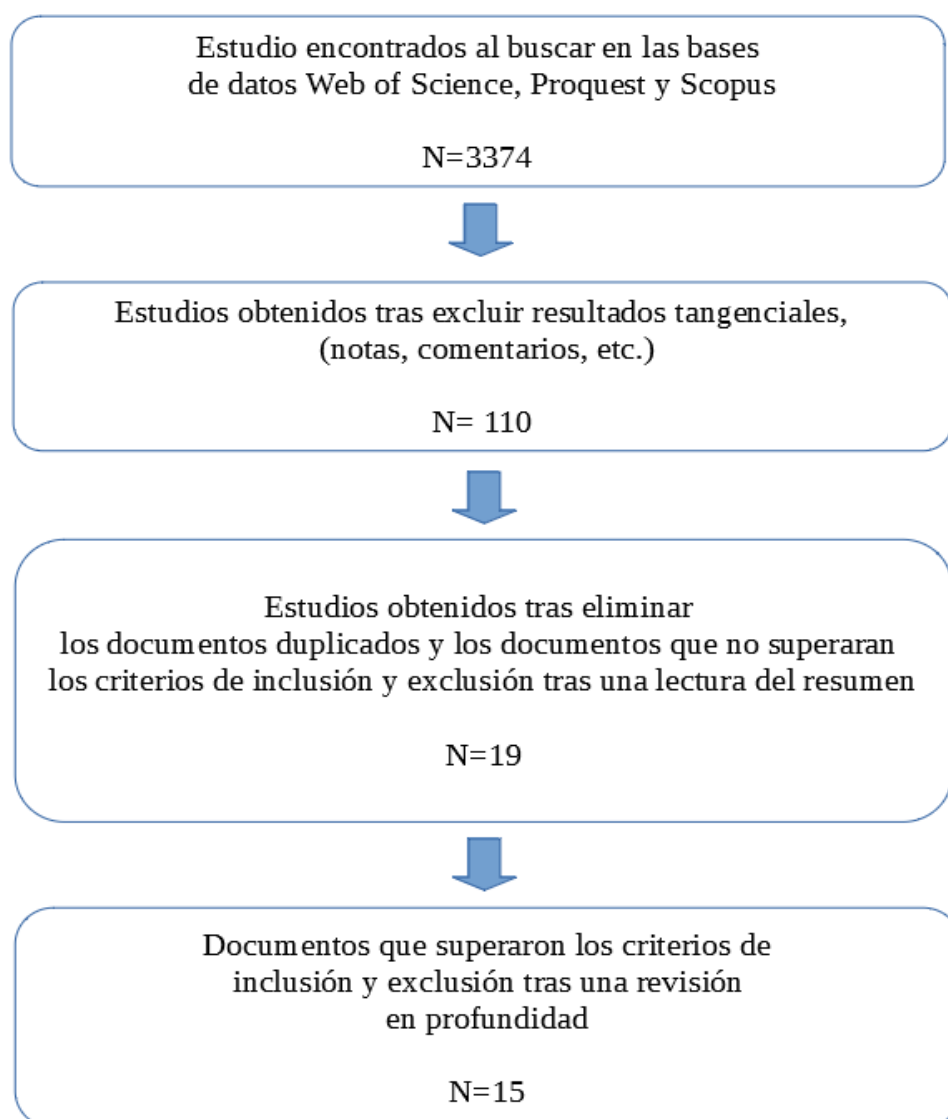 Estudio encontrados al buscar en las bases
de datos Web of Science, Proquest y Scopus
N=3374
Estudios obtenidos tras excluir resultados tangenciales,
(notas, comentarios, etc.)
N= 110
Estudios obtenidos tras eliminar
los documentos duplicados y los documentos que no superaran
los criterios de inclusión y exclusión tras una lectura del resumen
N=19
Documentos que superaron los criterios de
inclusión y exclusión tras una revisión
en profundidad
N=15